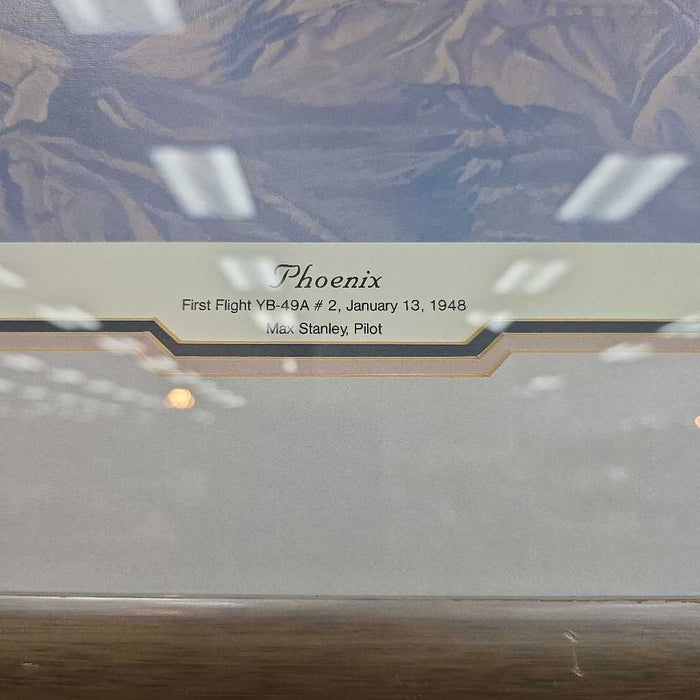 Phoenix
First Flight YB-49A # 2, January 13, 1948
Max Stanley, Pilot